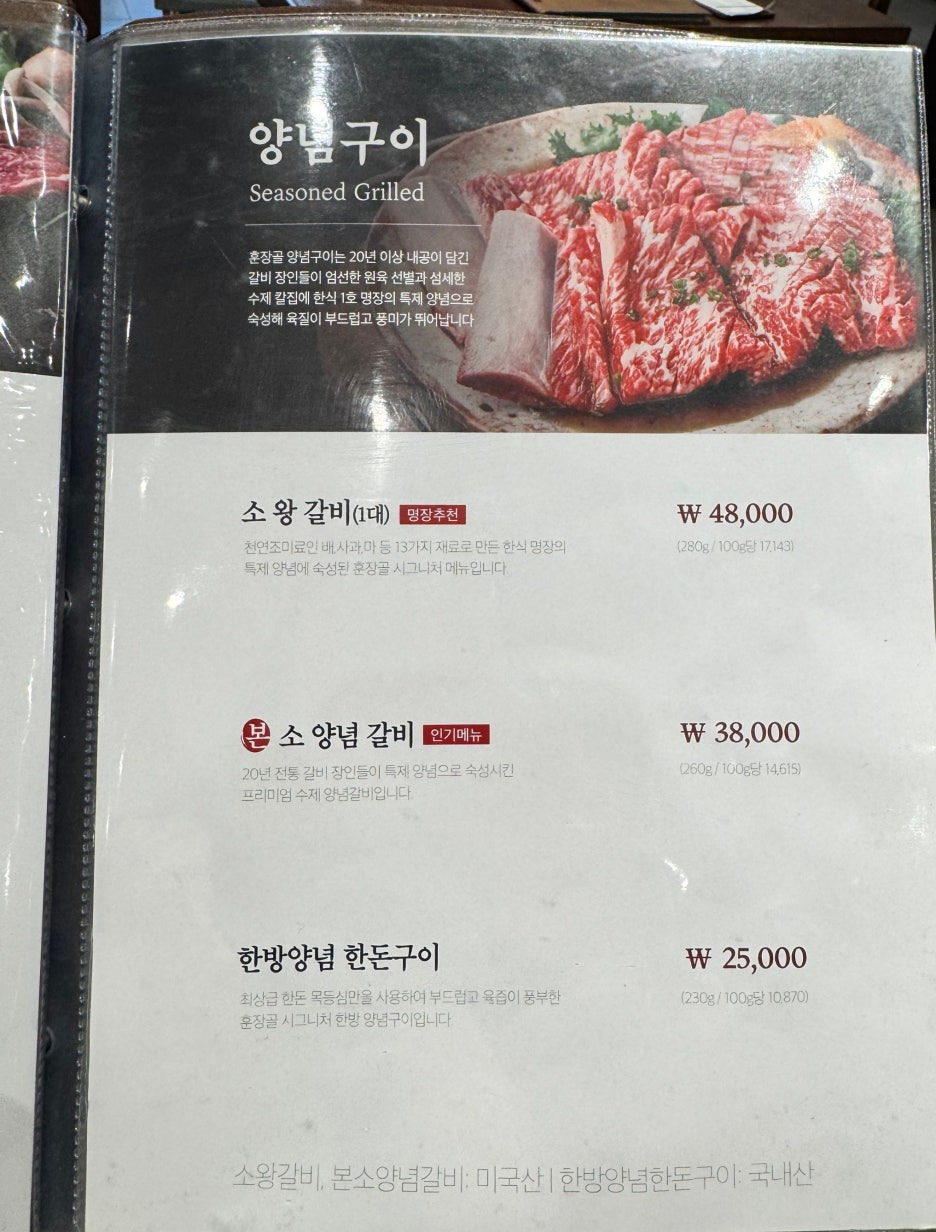 양념구이
Seasoned Grilled
훈장골 양념구이는 20년 이상 내공이 담긴
갈비 장인들이 엄선한 원육 선별과 섬세한
수제 칼집에 한식 1호 명장의 특제 양념으로
숙성해 육질이 부드럽고 풍미가 뛰어납니다
소 왕 갈비(1대) 명장추천 ₩ 48,000
천연조미료인 배,사과,마 등 13가지 재료로 만든 한식 명장의 (280g / 100g당 17,143)
특제 양념에 숙성된 훈장골 시그니처 메뉴입니다.
본 소 양념 갈비 인기메뉴 ₩ 38,000
20년 전통 갈비 장인들이 특제 양념으로 숙성시킨 (260g / 100g당 14,615)
프리미엄 수제 양념갈비입니다.
한방양념 한돈구이 ₩ 25,000
최상급 한돈 목등심만을 사용하여 부드럽고 육즙이 풍부한 (230g / 100g당 10,870)
훈장골 시그니처 한방 양념구이입니다.
소왕갈비, 본소양념갈비: 미국산 | 한방양념한돈구이: 국내산